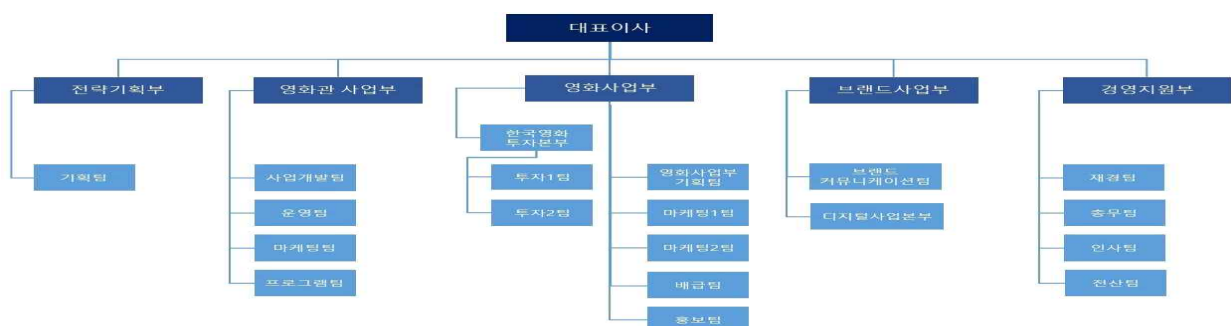 대표이사
전략기획부
영화관 사업부
영화사업부
브랜드사업부
경영지원부
한국영화
투자본부
기획팀
사업개발팀
투자1팀
영화사업부
기획팀
브랜드
커뮤니케이션팀
재경팀
운영팀
투자2팀
마케팅1팀
디지털사업본부
총무팀
마케팅팀
마케팅2팀
인사팀
프로그램팀
배급팀
전산팀
홍보팀